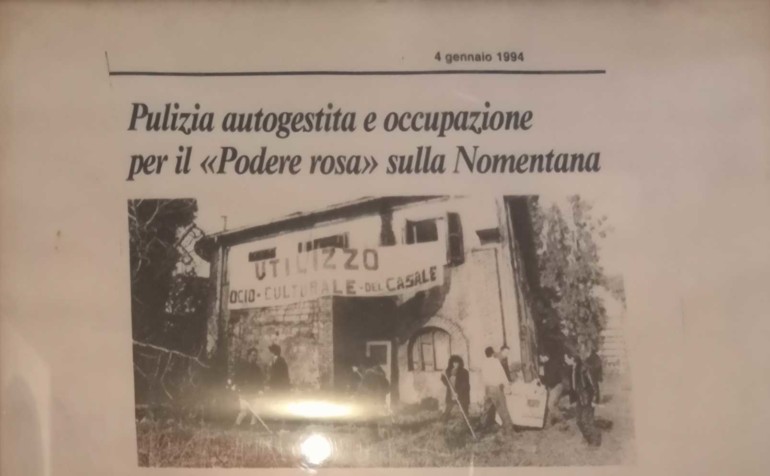 4 gennaio 1994
Pulizia autogestita e occupazione
per il «Podere rosa» sulla Nomentana
UTILIZZO
OCIO-CULTURALE-DEL CASALE